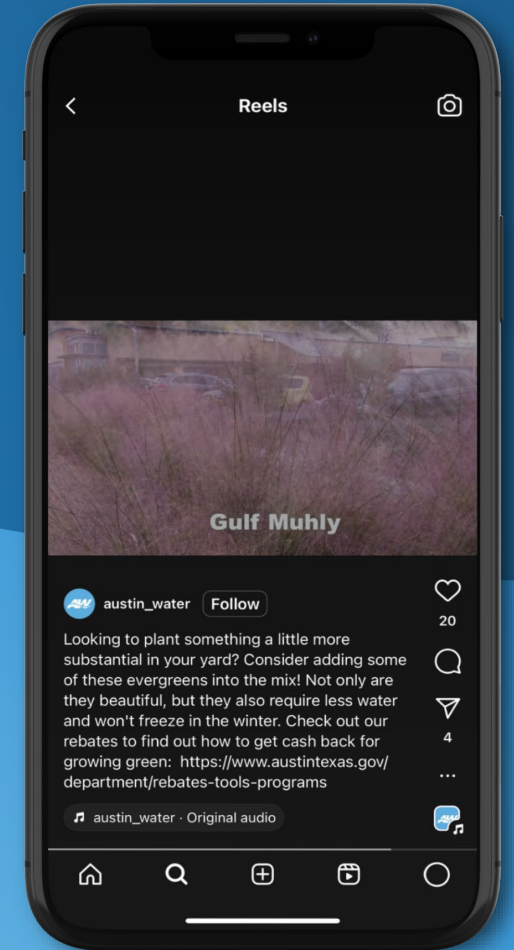 Reels
Gulf Muhly
AW austin_water Follow
Looking to plant something a little more
substantial in your yard? Consider adding some
of these evergreens into the mix! Not only are
they beautiful, but they also require less water
and won't freeze in the winter. Check out our
rebates to find out how to get cash back for
growing green: https://www.austintexas.gov/
department/rebates-tools-programs
20
4
austin_water · Original audio
AW